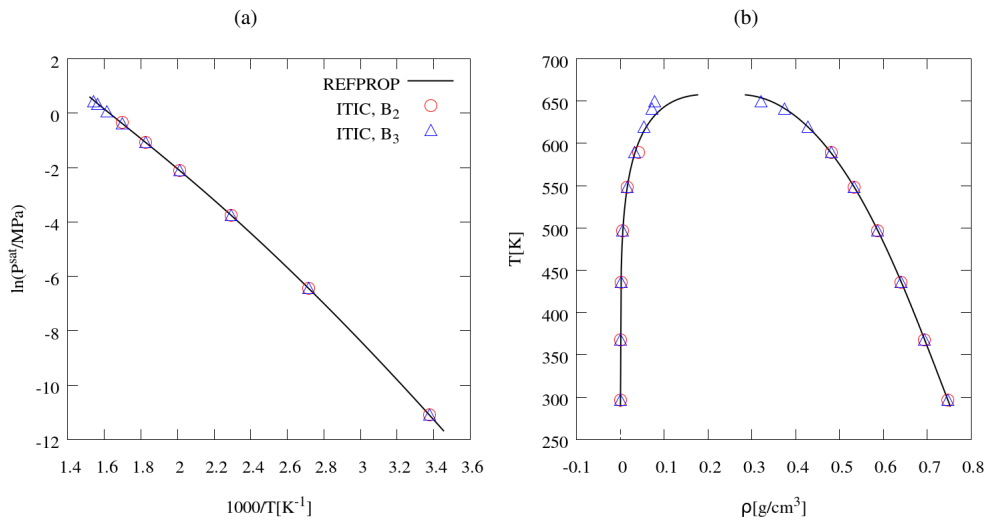 (a)
ln(Pˢᵃᵗ/MPa)
2
0
-2
-4
-6
-8
-10
-12
1.4 1.6 1.8 2 2.2 2.4 2.6 2.8 3 3.2 3.4 3.6
1000/T[K⁻¹]
REFPROP
ITIC, B₂
ITIC, B₃
(b)
T[K]
700
650
600
550
500
450
400
350
300
250
-0.1 0 0.1 0.2 0.3 0.4 0.5 0.6 0.7 0.8
ρ[g/cm³]